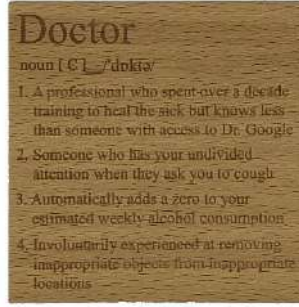 Doctor
noun [ C ] /'dɒktə/
1. A professional who spent over a decade
training to heal the sick but knows less
than someone with access to Dr. Google
2. Someone who has your undivided
attention when they ask you to cough
3. Automatically adds a zero to your
estimated weekly alcohol consumption
4. Involuntarily experienced at removing
inappropriate objects from inappropriate
locations